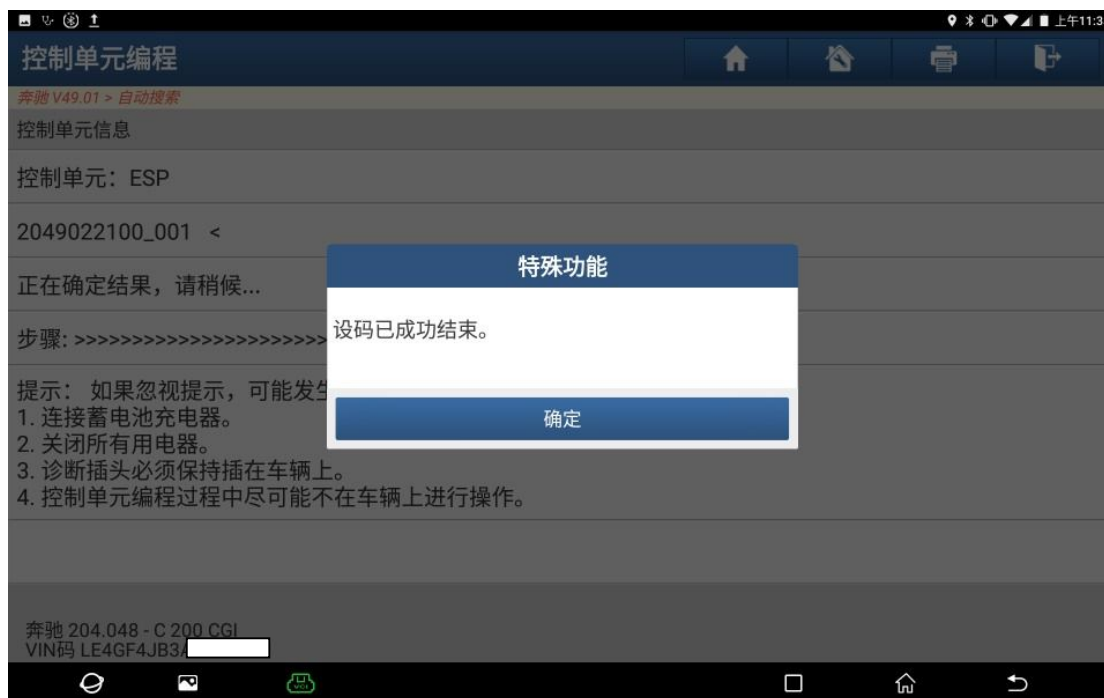 上午11:3
控制单元编程
奔驰 V49.01 > 自动搜索
控制单元信息
控制单元：ESP
2049022100_001 <
特殊功能
正在确定结果，请稍候...
设码已成功结束。
步骤: >>>>>>>>>>>>>>>>>>>>>>
提示： 如果忽视提示，可能发生
确定
1. 连接蓄电池充电器。
2. 关闭所有用电器。
3. 诊断插头必须保持插在车辆上。
4. 控制单元编程过程中尽可能不在车辆上进行操作。
奔驰 204.048 - C 200 CGI
VIN码 LE4GF4JB3
VCI